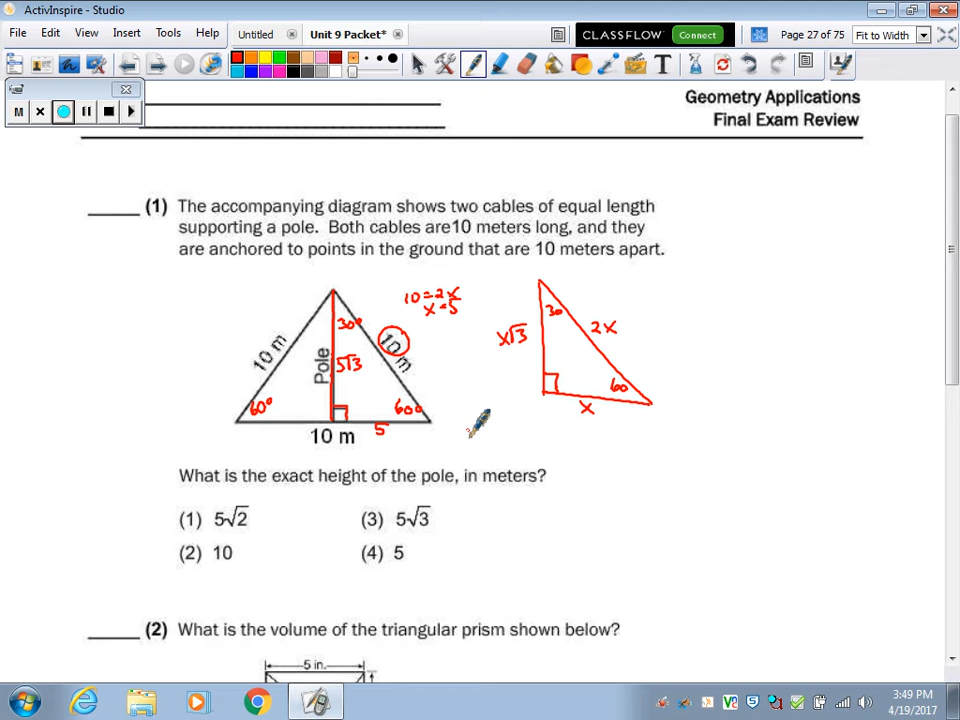 ActivInspire - Studio
File Edit View Insert Tools Help
Untitled
Unit 9 Packet*
CLASSFLOW
Connect
Page 27 of 75
Fit to Width
M
Geometry Applications
Final Exam Review
(1) The accompanying diagram shows two cables of equal length
supporting a pole. Both cables are10 meters long, and they
are anchored to points in the ground that are 10 meters apart.
10 = 2x
x = 5
30°
10 m
10 m
Pole
5√3
60°
60°
5
10 m
30
x√3
2x
60
x
What is the exact height of the pole, in meters?
(1) 5√2
(3) 5√3
(2) 10
(4) 5
(2) What is the volume of the triangular prism shown below?
5 in.
3:49 PM
4/19/2017